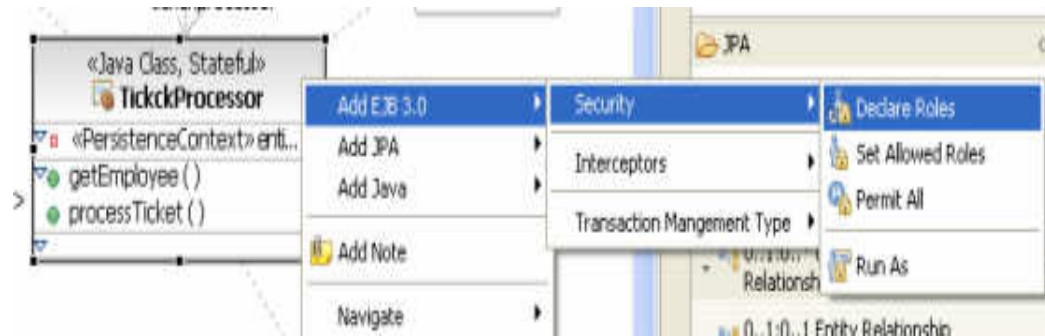 «Java Class, Stateful»
TickckProcessor
«PersistenceContext» enti...
getEmployee ( )
processTicket ( )
Add EJB 3.0
Add JPA
Add Java
Add Note
Navigate
Security
Interceptors
Transaction Mangement Type
Declare Roles
Set Allowed Roles
Permit All
Run As
JPA
Relationsh
0..1:0..1 Entity Relationship